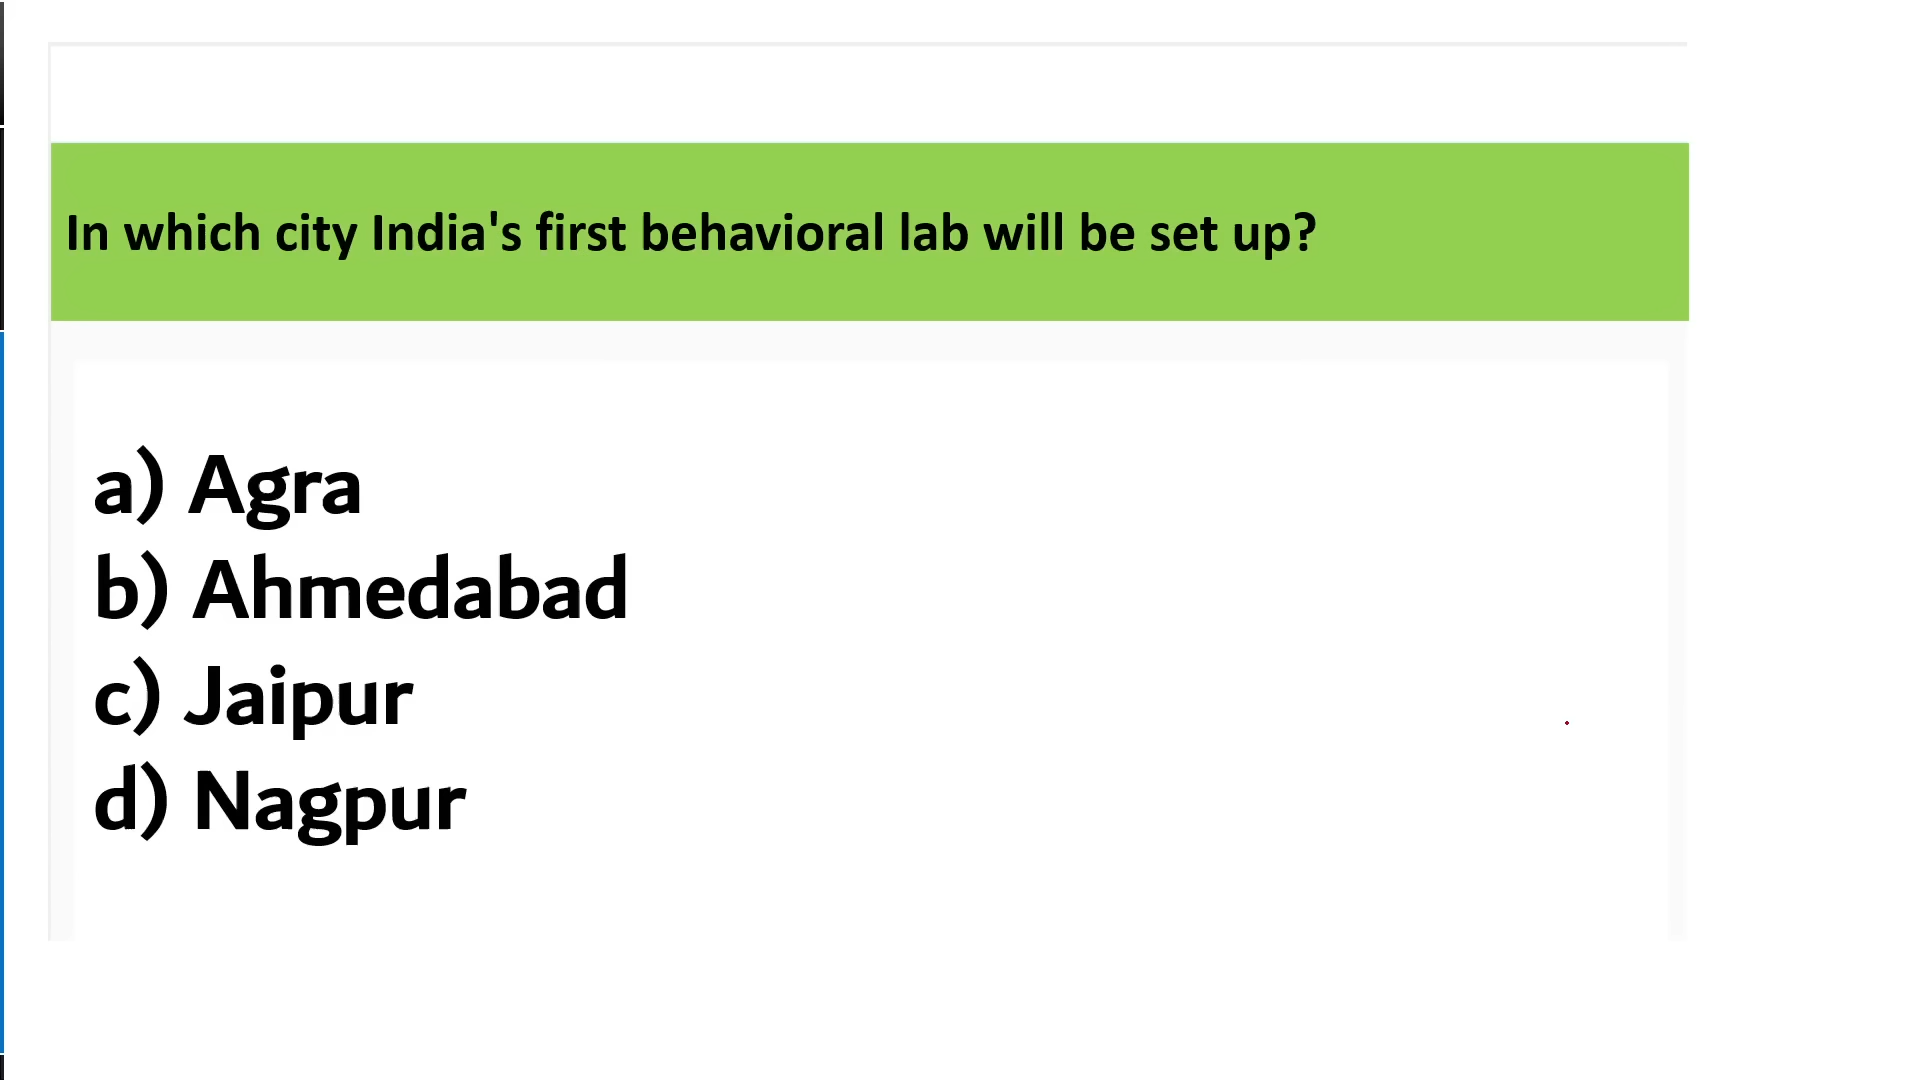 In which city India's first behavioral lab will be set up?
a) Agra
b) Ahmedabad
c) Jaipur
d) Nagpur